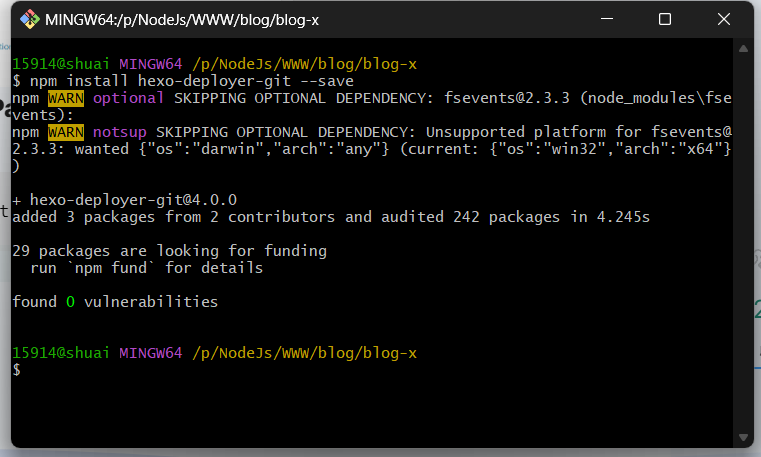 MINGW64:/p/NodeJs/WWW/blog/blog-x
15914@shuai MINGW64 /p/NodeJs/WWW/blog/blog-x
$ npm install hexo-deployer-git --save
npm WARN optional SKIPPING OPTIONAL DEPENDENCY: fsevents@2.3.3 (node_modules\fse
vents):
npm WARN notsup SKIPPING OPTIONAL DEPENDENCY: Unsupported platform for fsevents@
2.3.3: wanted {"os":"darwin","arch":"any"} (current: {"os":"win32","arch":"x64"}
)
+ hexo-deployer-git@4.0.0
added 3 packages from 2 contributors and audited 242 packages in 4.245s
29 packages are looking for funding
  run `npm fund` for details
found 0 vulnerabilities
15914@shuai MINGW64 /p/NodeJs/WWW/blog/blog-x
$